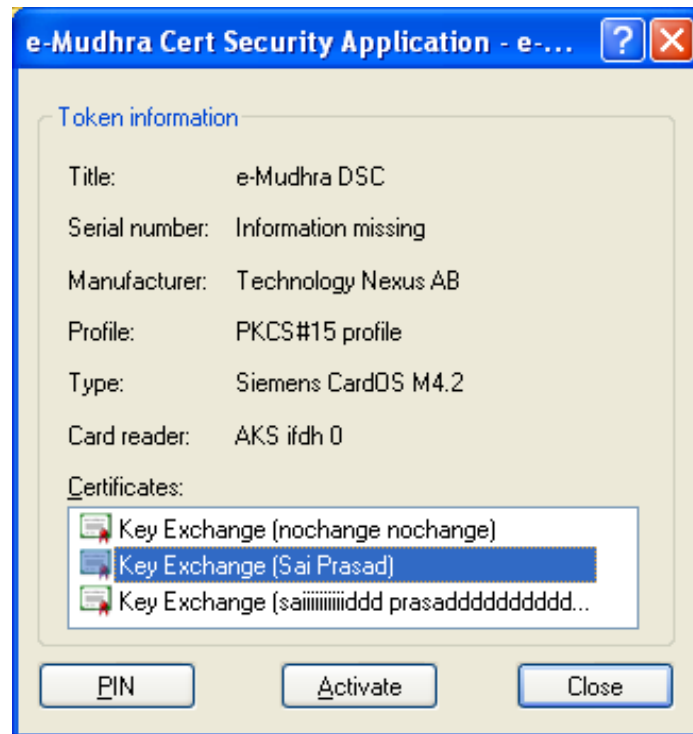 e-Mudhra Cert Security Application - e-...
Token information
Title: e-Mudhra DSC
Serial number: Information missing
Manufacturer: Technology Nexus AB
Profile: PKCS#15 profile
Type: Siemens CardOS M4.2
Card reader: AKS ifdh 0
Certificates:
Key Exchange (nochange nochange)
Key Exchange (Sai Prasad)
Key Exchange (saiiiiiiiiiiddd prasadddddddddd...
PIN Activate Close